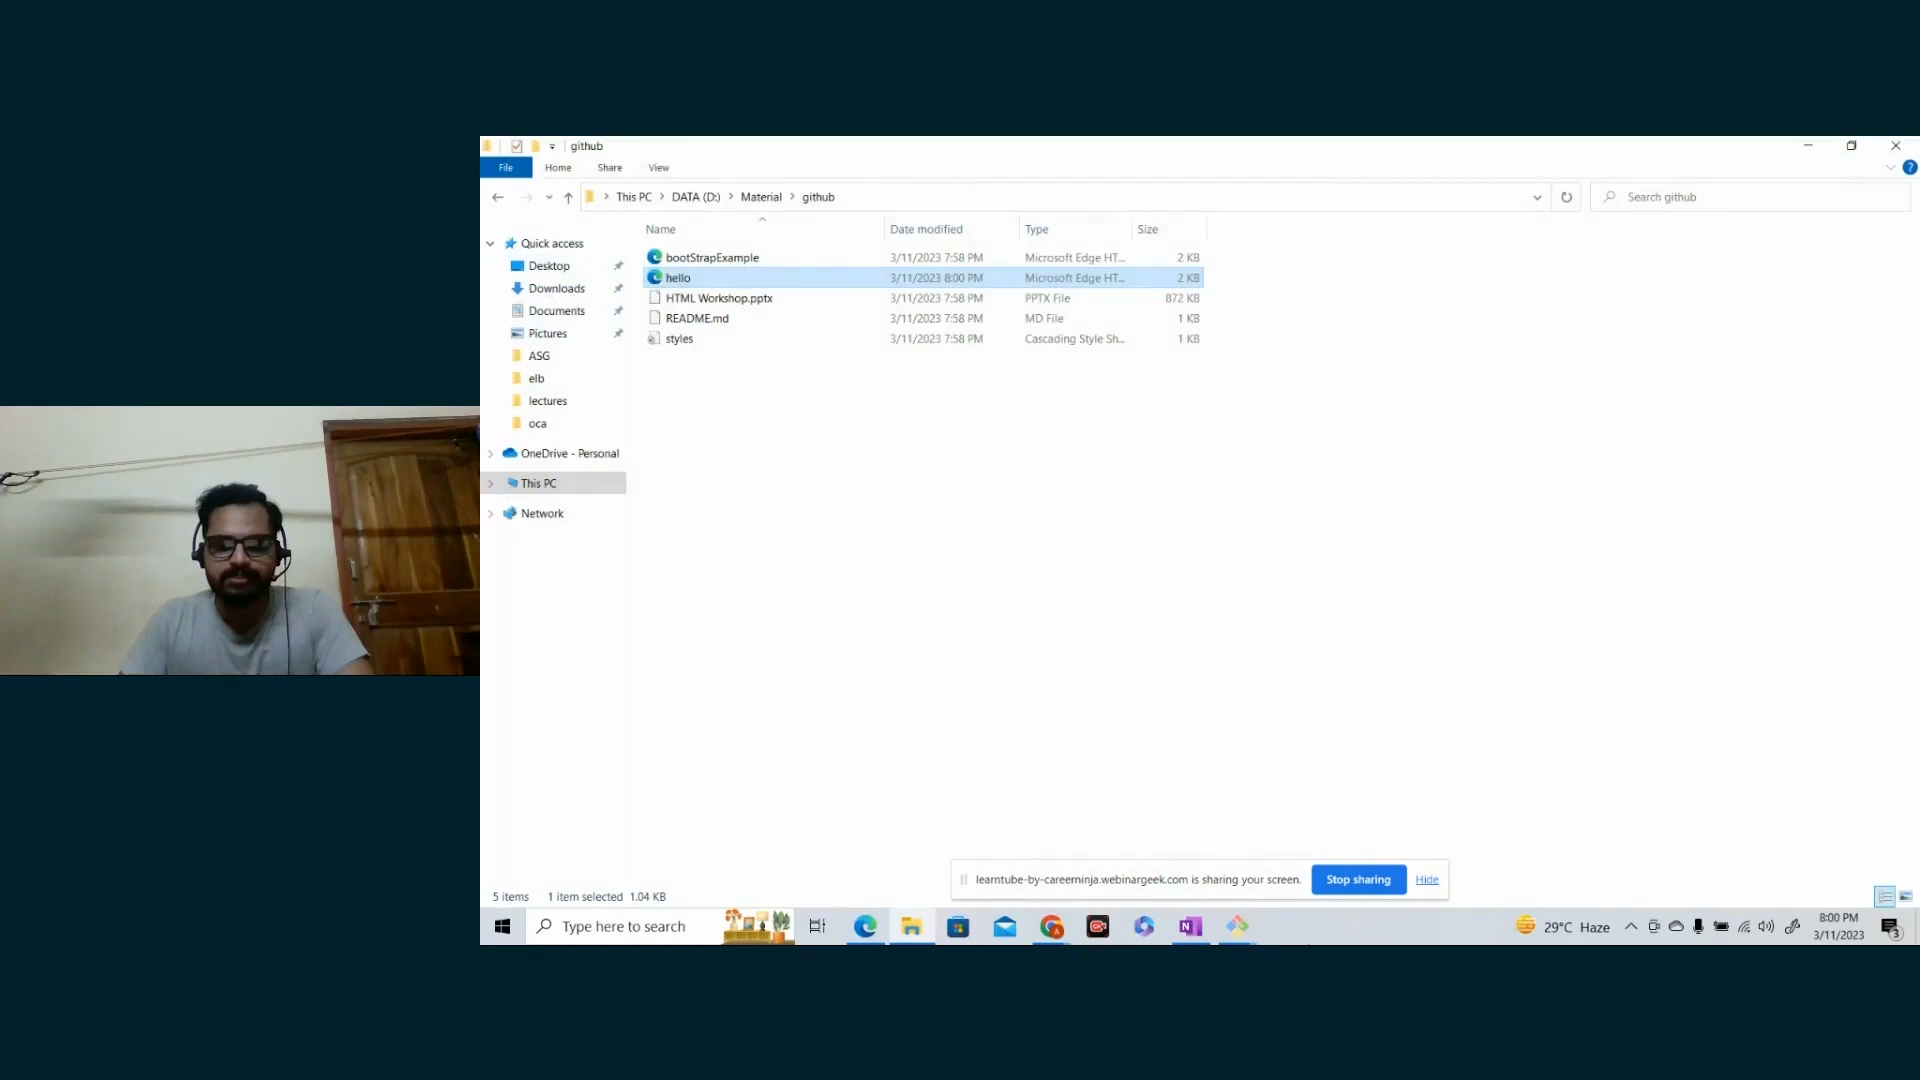 github
File Home Share View
This PC DATA (D:) Material github
Search github
Name Date modified Type Size
Quick access
Desktop
Downloads
Documents
Pictures
ASG
elb
lectures
oca
OneDrive - Personal
This PC
Network
bootStrapExample 3/11/2023 7:58 PM Microsoft Edge HT... 2 KB
hello 3/11/2023 8:00 PM Microsoft Edge HT... 2 KB
HTML Workshop.pptx 3/11/2023 7:58 PM PPTX File 872 KB
README.md 3/11/2023 7:58 PM MD File 1 KB
styles 3/11/2023 7:58 PM Cascading Style Sh... 1 KB
learntube-by-careerninja.webinargeek.com is sharing your screen. Stop sharing Hide
5 items 1 item selected 1.04 KB
Type here to search
29°C Haze
8:00 PM
3/11/2023
3